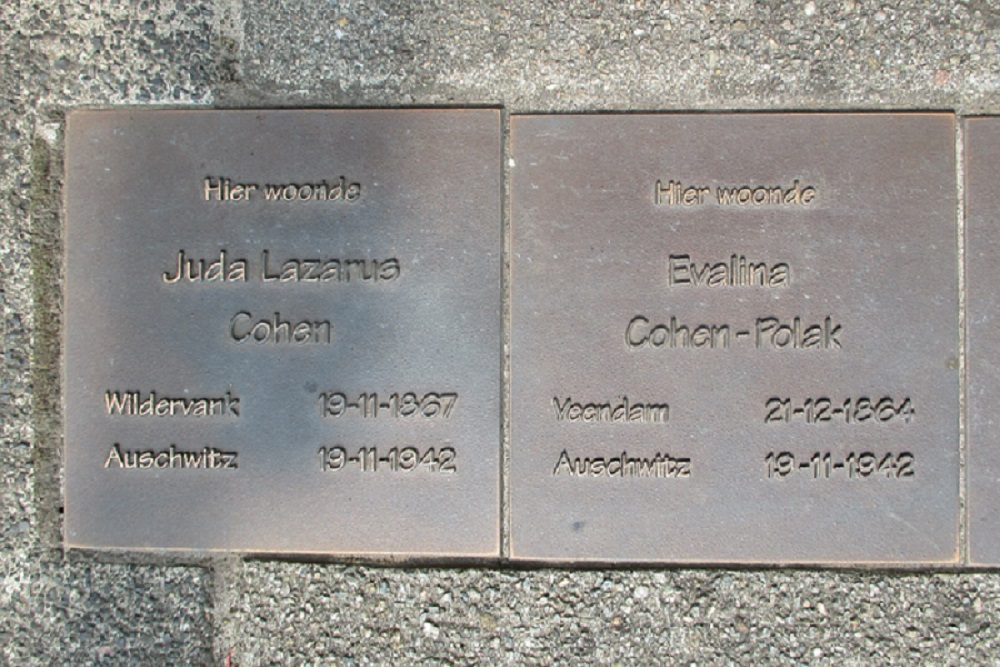 Hier woonde
Juda Lazarus
Cohen
Wildervank 19-11-1867
Auschwitz 19-11-1942
Hier woonde
Evalina
Cohen-Polak
Veendam 21-12-1864
Auschwitz 19-11-1942